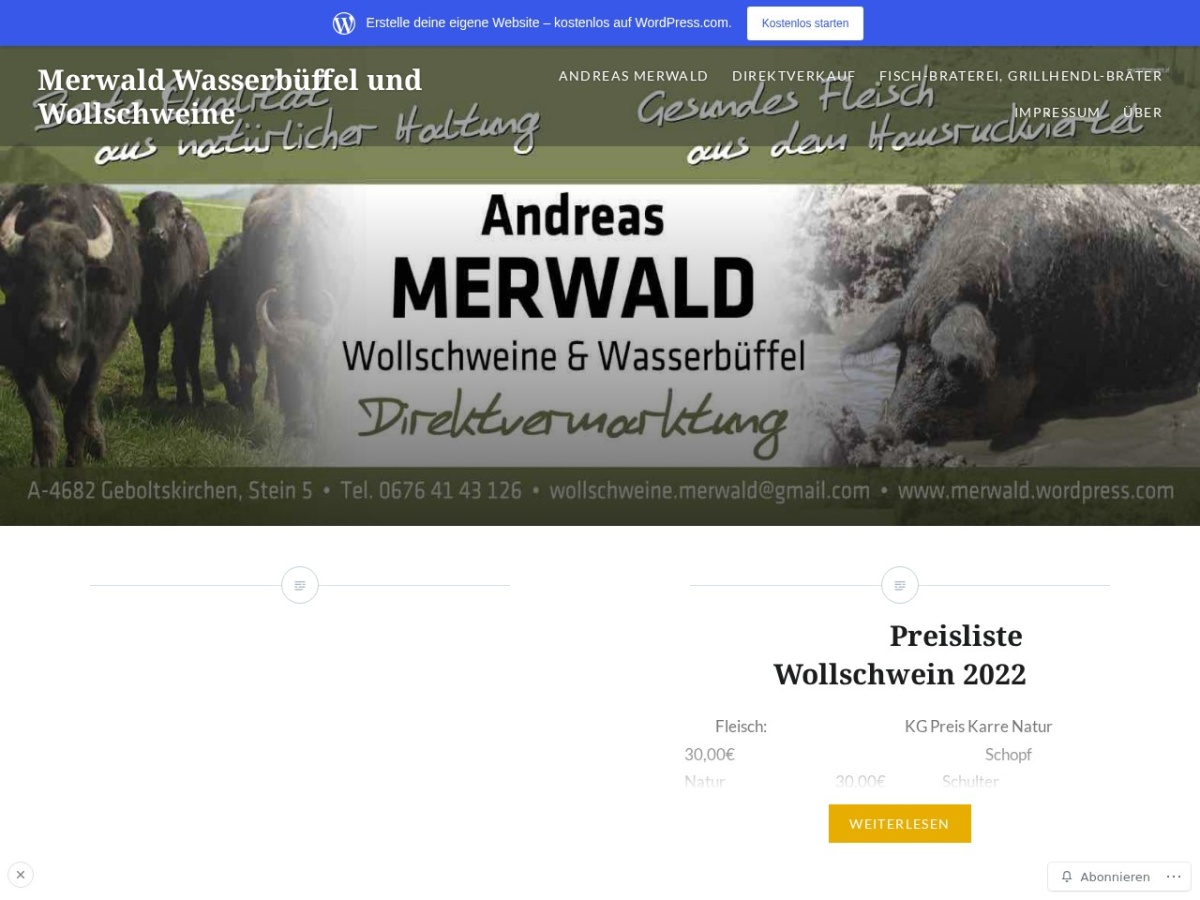 Erstelle deine eigene Website – kostenlos auf WordPress.com.
Kostenlos starten
Merwald Wasserbüffel und
Wollschweine
ANDREAS MERWALD
DIREKTVERKAUF
FISCH-BRATEREI, GRILLHENDL-BRÄTER
IMPRESSUM
ÜBER
Beste Qualität
aus natürlicher Haltung
Gesundes Fleisch
aus dem Hausruckviertel
Andreas
MERWALD
Wollschweine & Wasserbüffel
Direktvermarktung
A-4682 Geboltskirchen, Stein 5 • Tel. 0676 41 43 126 • wollschweine.merwald@gmail.com • www.merwald.wordpress.com
Preisliste
Wollschwein 2022
Fleisch: KG Preis Karre Natur
30,00€ Schopf
Natur 30,00€ Schulter
WEITERLESEN
Abonnieren